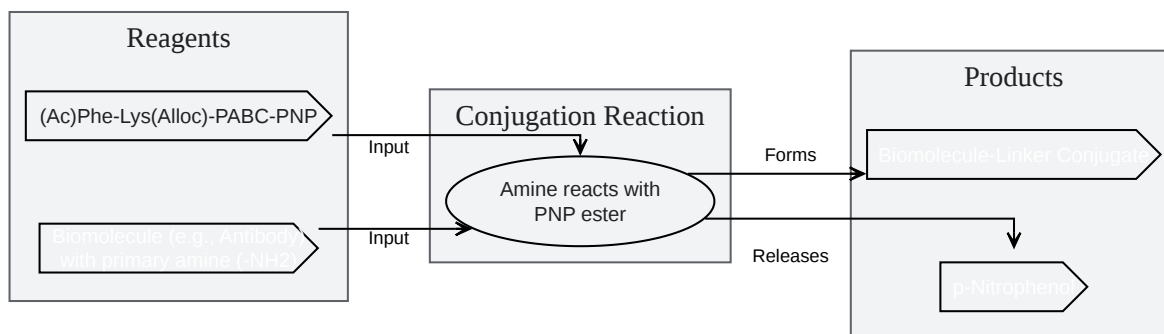 Reagents
(Ac)Phe-Lys(Alloc)-PABC-PNP
Biomolecule (e.g., Antibody)
with primary amine (-NH2)
Input
Input
Conjugation Reaction
Amine reacts with
PNP ester
Forms
Releases
Products
Biomolecule-Linker Conjugate
p-Nitrophenol